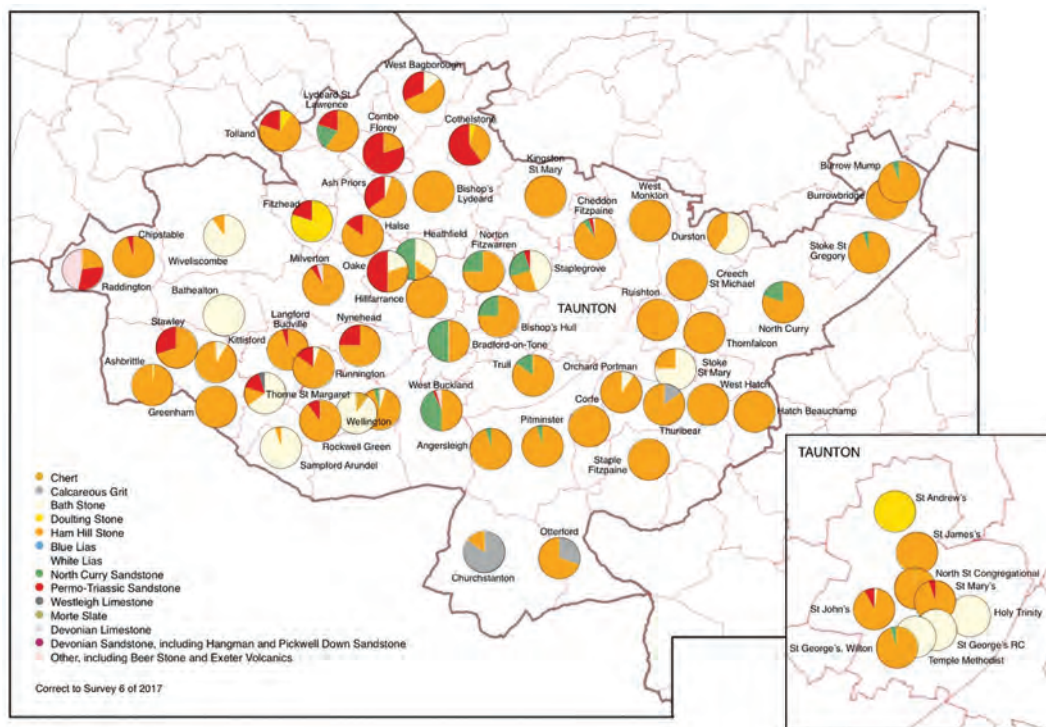 West Bagborough
Lydeard St
Lawrence
Combe
Florey
Cothelstone
Tolland
Kingston
St Mary
Burrow Mump
Ash Priors
Bishop's
Lydeard
West
Monkton
Burrowbridge
Fitzhead
Cheddon
Fitzpaine
Chipstable
Halse
Heathfield
Norton
Fitzwarren
Durston
Wiveliscombe
Stoke St
Gregory
Milverton
Oake
Staplegrove
Raddington
Creech
St Michael
Hillfarrance
TAUNTON
Ruishton
Bathealton
North Curry
Langford
Budville
Nynehead
Bishop's Hull
Stawley
Kittisford
Thornfalcon
Bradford-on-Tone
Ashbrittle
Runnington
Trull
Orchard Portman
Stoke
St Mary
West Buckland
West Hatch
Thorne St Margaret
Greenham
Wellington
Corfe
Hatch Beauchamp
Rockwell Green
Pitminster
Thurlbear
Angersleigh
Sampford Arundel
Staple
Fitzpaine
Otterford
Churchstanton
Chert
Calcareous Grit
Bath Stone
Doulting Stone
Ham Hill Stone
Blue Lias
White Lias
North Curry Sandstone
Permo-Triassic Sandstone
Westleigh Limestone
Morte Slate
Devonian Limestone
Devonian Sandstone, including Hangman and Pickwell Down Sandstone
Other, including Beer Stone and Exeter Volcanics
Correct to Survey 6 of 2017
TAUNTON
St Andrew's
St James's
North St Congregational
St Mary's
St John's
Holy Trinity
St George's RC
St George's, Wilton
Temple Methodist